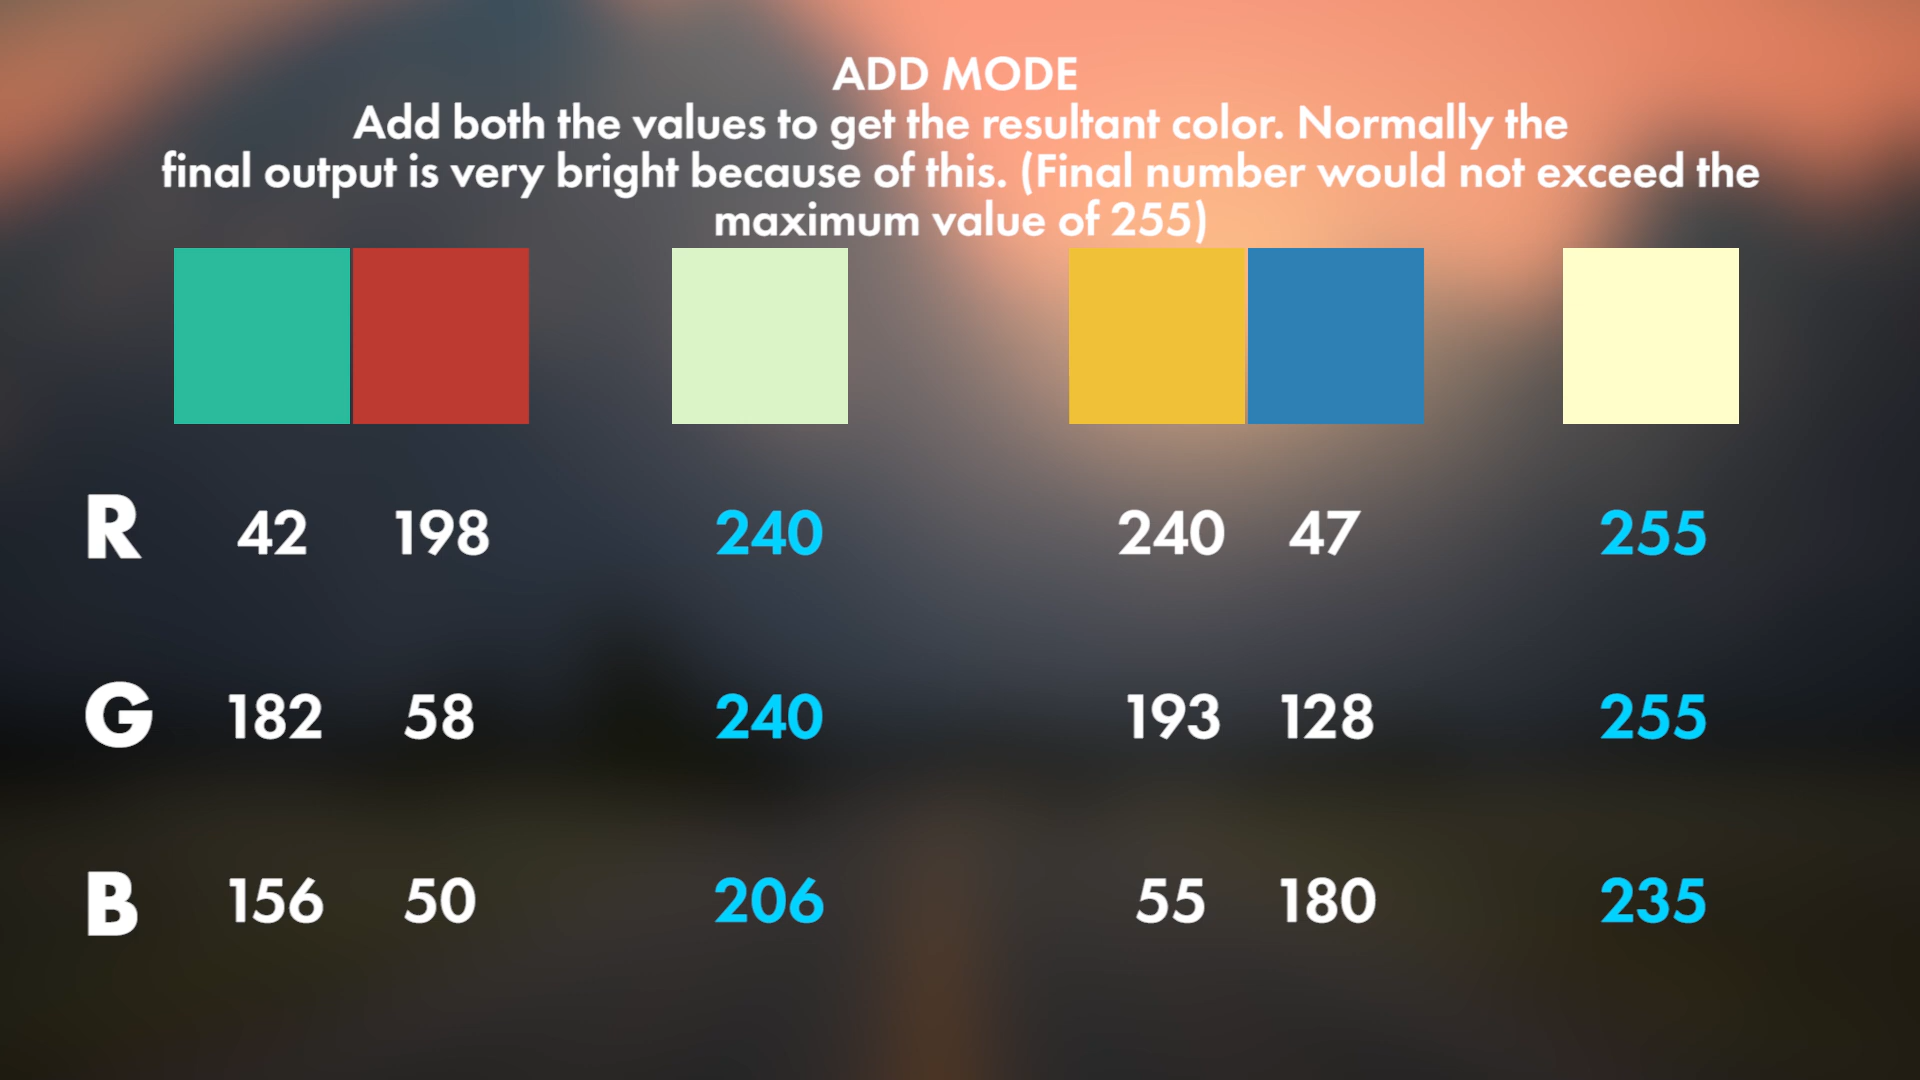 ADD MODE
Add both the values to get the resultant color. Normally the
final output is very bright because of this. (Final number would not exceed the
maximum value of 255)
R 42 198 240 240 47 255
G 182 58 240 193 128 255
B 156 50 206 55 180 235